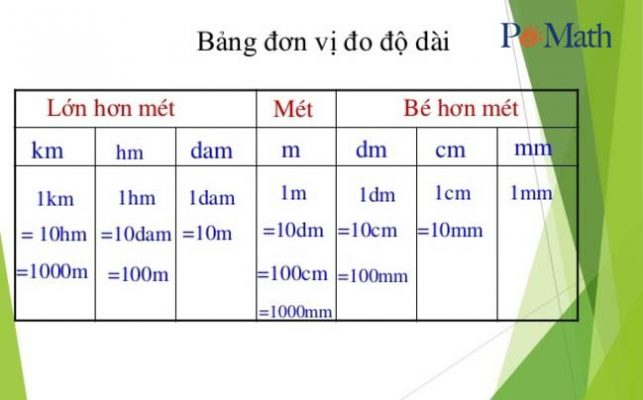 Bảng đơn vị đo độ dài
PoMath
Lớn hơn mét Mét Bé hơn mét
km hm dam m dm cm mm
1km 1hm 1dam 1m 1dm 1cm 1mm
= 10hm =10dam =10m =10dm =10cm =10mm
=1000m =100m =100cm =100mm
=1000mm